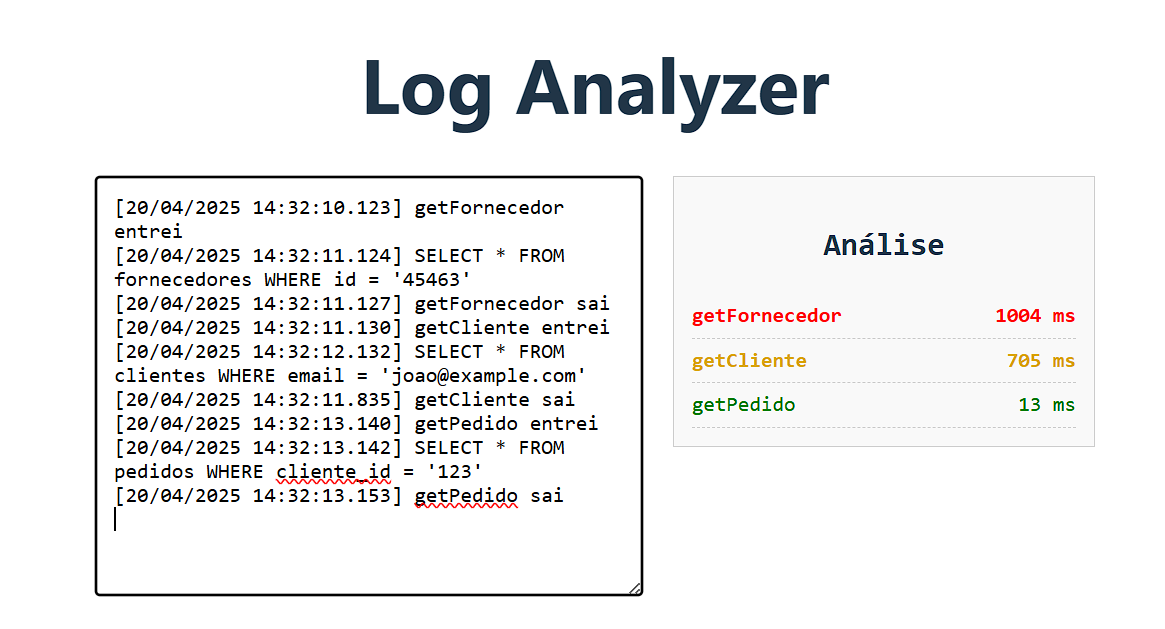 Log Analyzer
[20/04/2025 14:32:10.123] getFornecedor
entrei
[20/04/2025 14:32:11.124] SELECT * FROM
fornecedores WHERE id = '45463'
[20/04/2025 14:32:11.127] getFornecedor sai
[20/04/2025 14:32:11.130] getCliente entrei
[20/04/2025 14:32:12.132] SELECT * FROM
clientes WHERE email = 'joao@example.com'
[20/04/2025 14:32:11.835] getCliente sai
[20/04/2025 14:32:13.140] getPedido entrei
[20/04/2025 14:32:13.142] SELECT * FROM
pedidos WHERE cliente_id = '123'
[20/04/2025 14:32:13.153] getPedido sai
Análise
getFornecedor 1004 ms
getCliente 705 ms
getPedido 13 ms